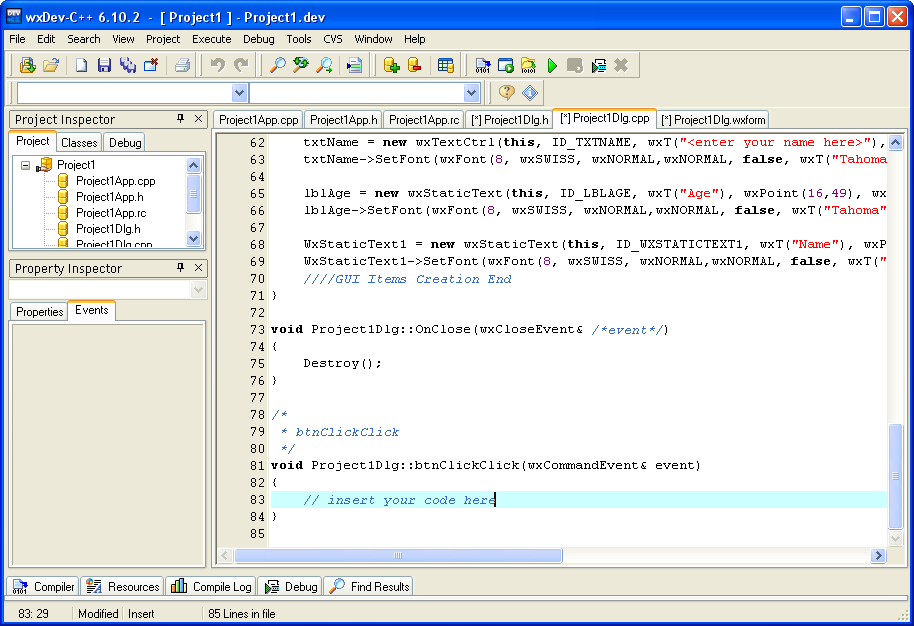 wxDev-C++ 6.10.2 - [ Project1 ] - Project1.dev
File Edit Search View Project Execute Debug Tools CVS Window Help
Project Inspector
Project Classes Debug
Project1
Project1App.cpp
Project1App.h
Project1App.rc
Project1Dlg.h
Project1Dlg.cpp
Property Inspector
Properties Events
Project1App.cpp Project1App.h Project1App.rc [*] Project1Dlg.h [*] Project1Dlg.cpp [*] Project1Dlg.wxform
62 txtName = new wxTextCtrl(this, ID_TXTNAME, wxT("<enter your name here>"),
63 txtName->SetFont(wxFont(8, wxSWISS, wxNORMAL,wxNORMAL, false, wxT("Tahoma
64
65 lblAge = new wxStaticText(this, ID_LBLAGE, wxT("Age"), wxPoint(16,49), wx
66 lblAge->SetFont(wxFont(8, wxSWISS, wxNORMAL,wxNORMAL, false, wxT("Tahoma"
67
68 WxStaticText1 = new wxStaticText(this, ID_WXSTATICTEXT1, wxT("Name"), wxP
69 WxStaticText1->SetFont(wxFont(8, wxSWISS, wxNORMAL,wxNORMAL, false, wxT("
70 ////GUI Items Creation End
71 }
72
73 void Project1Dlg::OnClose(wxCloseEvent& /*event*/)
74 {
75 Destroy();
76 }
77
78 /*
79 * btnClickClick
80 */
81 void Project1Dlg::btnClickClick(wxCommandEvent& event)
82 {
83 // insert your code here
84 }
85
Compiler Resources Compile Log Debug Find Results
83: 29 Modified Insert 85 Lines in file